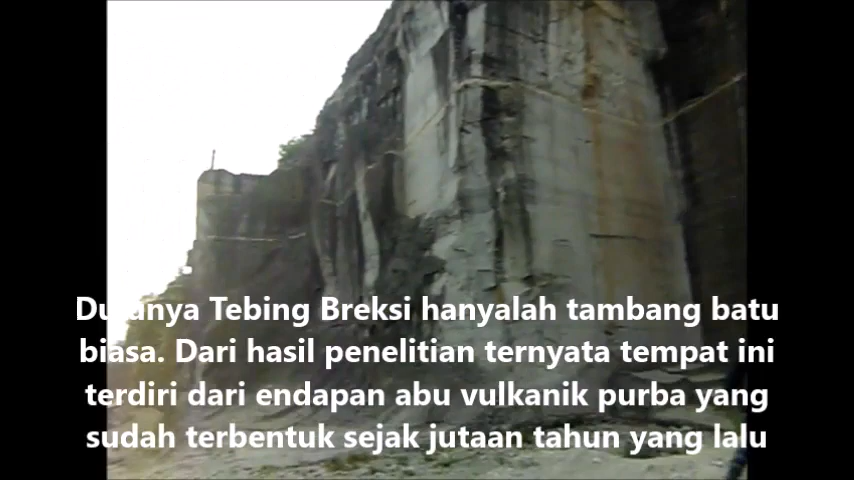 Dulunya Tebing Breksi hanyalah tambang batu
biasa. Dari hasil penelitian ternyata tempat ini
terdiri dari endapan abu vulkanik purba yang
sudah terbentuk sejak jutaan tahun yang lalu